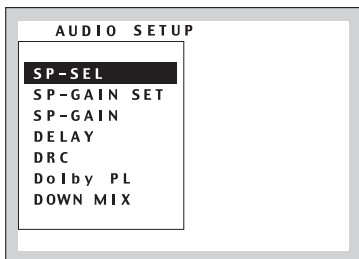 AUDIO SETUP
SP-SEL
SP-GAIN SET
SP-GAIN
DELAY
DRC
Dolby PL
DOWN MIX